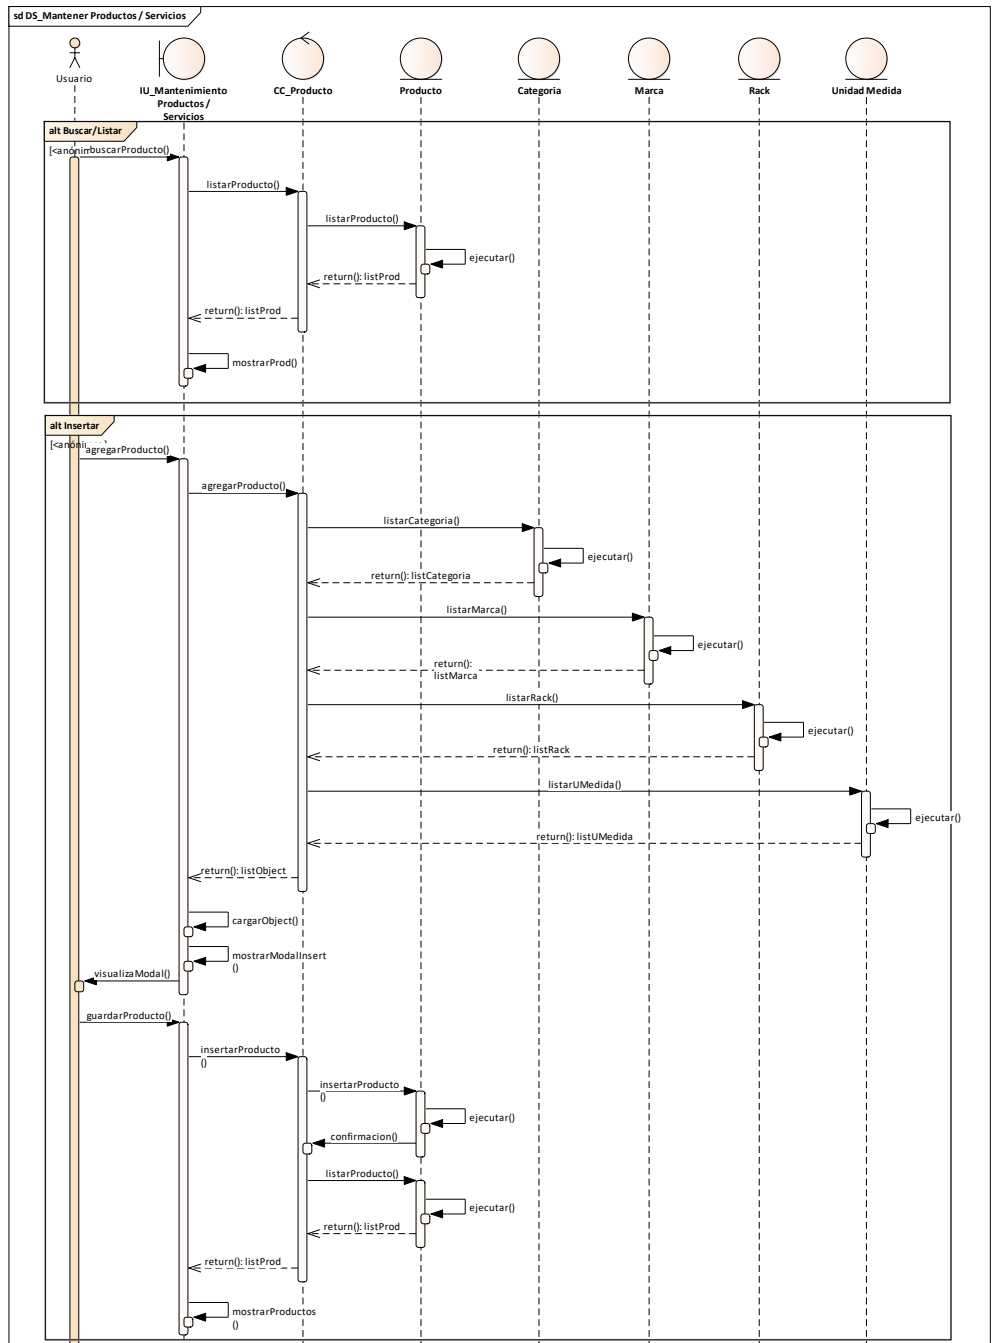 sd DS_Mantener Productos / Servicios
Usuario
IU_Mantenimiento
Productos /
Servicios
CC_Producto
Producto
Categoria
Marca
Rack
Unidad Medida
alt Buscar/Listar
buscarProducto()
listarProducto()
listarProducto()
ejecutar()
return(): listProd
return(): listProd
mostrarProd()
alt Insertar
agregarProducto()
agregarProducto()
listarCategoria()
ejecutar()
return(): listCategoria
listarMarca()
ejecutar()
return():
listMarca
listarRack()
ejecutar()
return(): listRack
listarUMedida()
ejecutar()
return(): listUMedida
return(): listObject
cargarObject()
mostrarModalInsert
()
visualizaModal()
guardarProducto()
insertarProducto
()
insertarProducto
()
ejecutar()
confirmacion()
listarProducto()
ejecutar()
return(): listProd
return(): listProd
mostrarProductos
()